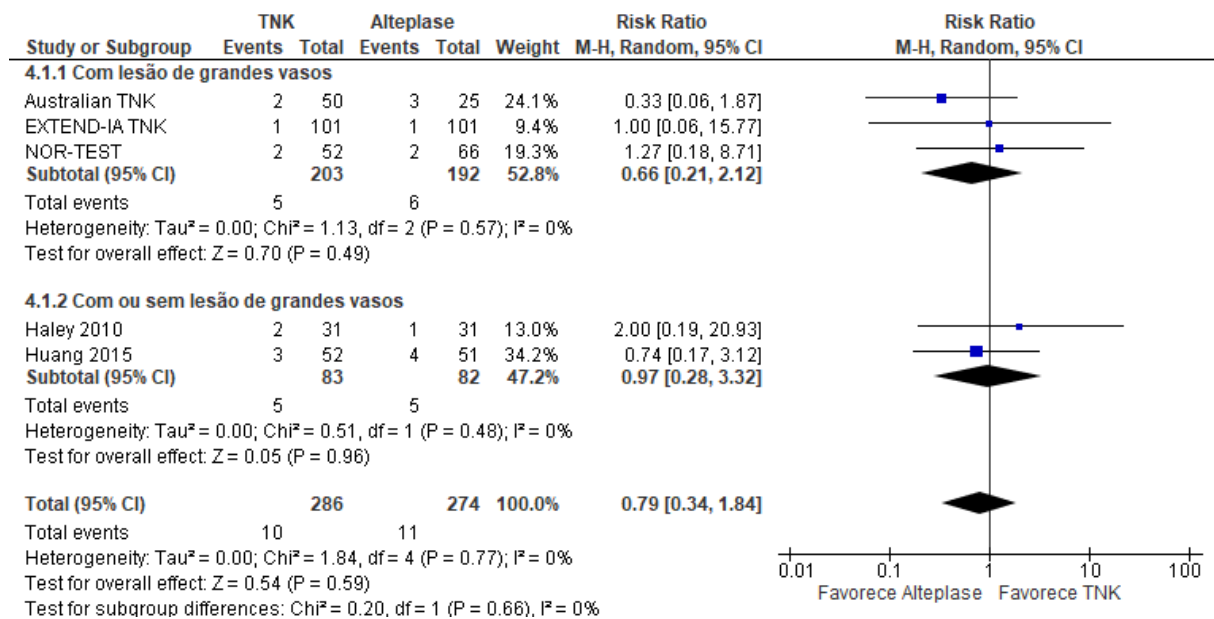 TNK Alteplase Risk Ratio Risk Ratio
Study or Subgroup Events Total Events Total Weight M-H, Random, 95% CI M-H, Random, 95% CI
4.1.1 Com lesão de grandes vasos
Australian TNK 2 50 3 25 24.1% 0.33 [0.06, 1.87]
EXTEND-IA TNK 1 101 1 101 9.4% 1.00 [0.06, 15.77]
NOR-TEST 2 52 2 66 19.3% 1.27 [0.18, 8.71]
Subtotal (95% CI) 203 192 52.8% 0.66 [0.21, 2.12]
Total events 5 6
Heterogeneity: Tau² = 0.00; Chi² = 1.13, df = 2 (P = 0.57); I² = 0%
Test for overall effect: Z = 0.70 (P = 0.49)
4.1.2 Com ou sem lesão de grandes vasos
Haley 2010 2 31 1 31 13.0% 2.00 [0.19, 20.93]
Huang 2015 3 52 4 51 34.2% 0.74 [0.17, 3.12]
Subtotal (95% CI) 83 82 47.2% 0.97 [0.28, 3.32]
Total events 5 5
Heterogeneity: Tau² = 0.00; Chi² = 0.51, df = 1 (P = 0.48); I² = 0%
Test for overall effect: Z = 0.05 (P = 0.96)
Total (95% CI) 286 274 100.0% 0.79 [0.34, 1.84]
Total events 10 11
Heterogeneity: Tau² = 0.00; Chi² = 1.84, df = 4 (P = 0.77); I² = 0%
Test for overall effect: Z = 0.54 (P = 0.59)
Test for subgroup differences: Chi² = 0.20, df = 1 (P = 0.66), I² = 0%
0.01 0.1 1 10 100
Favorece Alteplase Favorece TNK